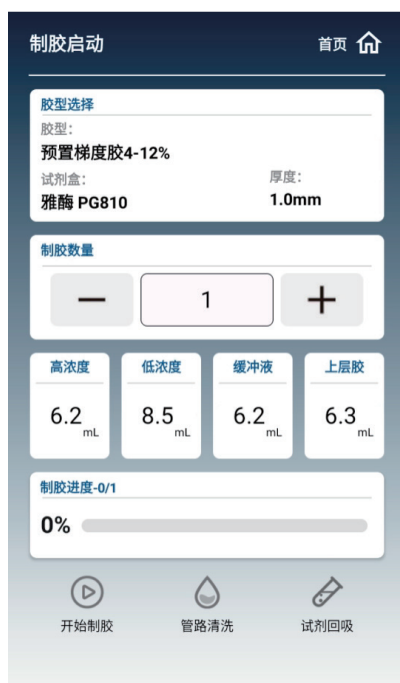 制胶启动 首页
胶型选择
胶型:
预置梯度胶4-12%
试剂盒: 厚度:
雅酶 PG810 1.0mm
制胶数量
1
高浓度 低浓度 缓冲液 上层胶
6.2 mL 8.5 mL 6.2 mL 6.3 mL
制胶进度-0/1
0%
开始制胶 管路清洗 试剂回吸